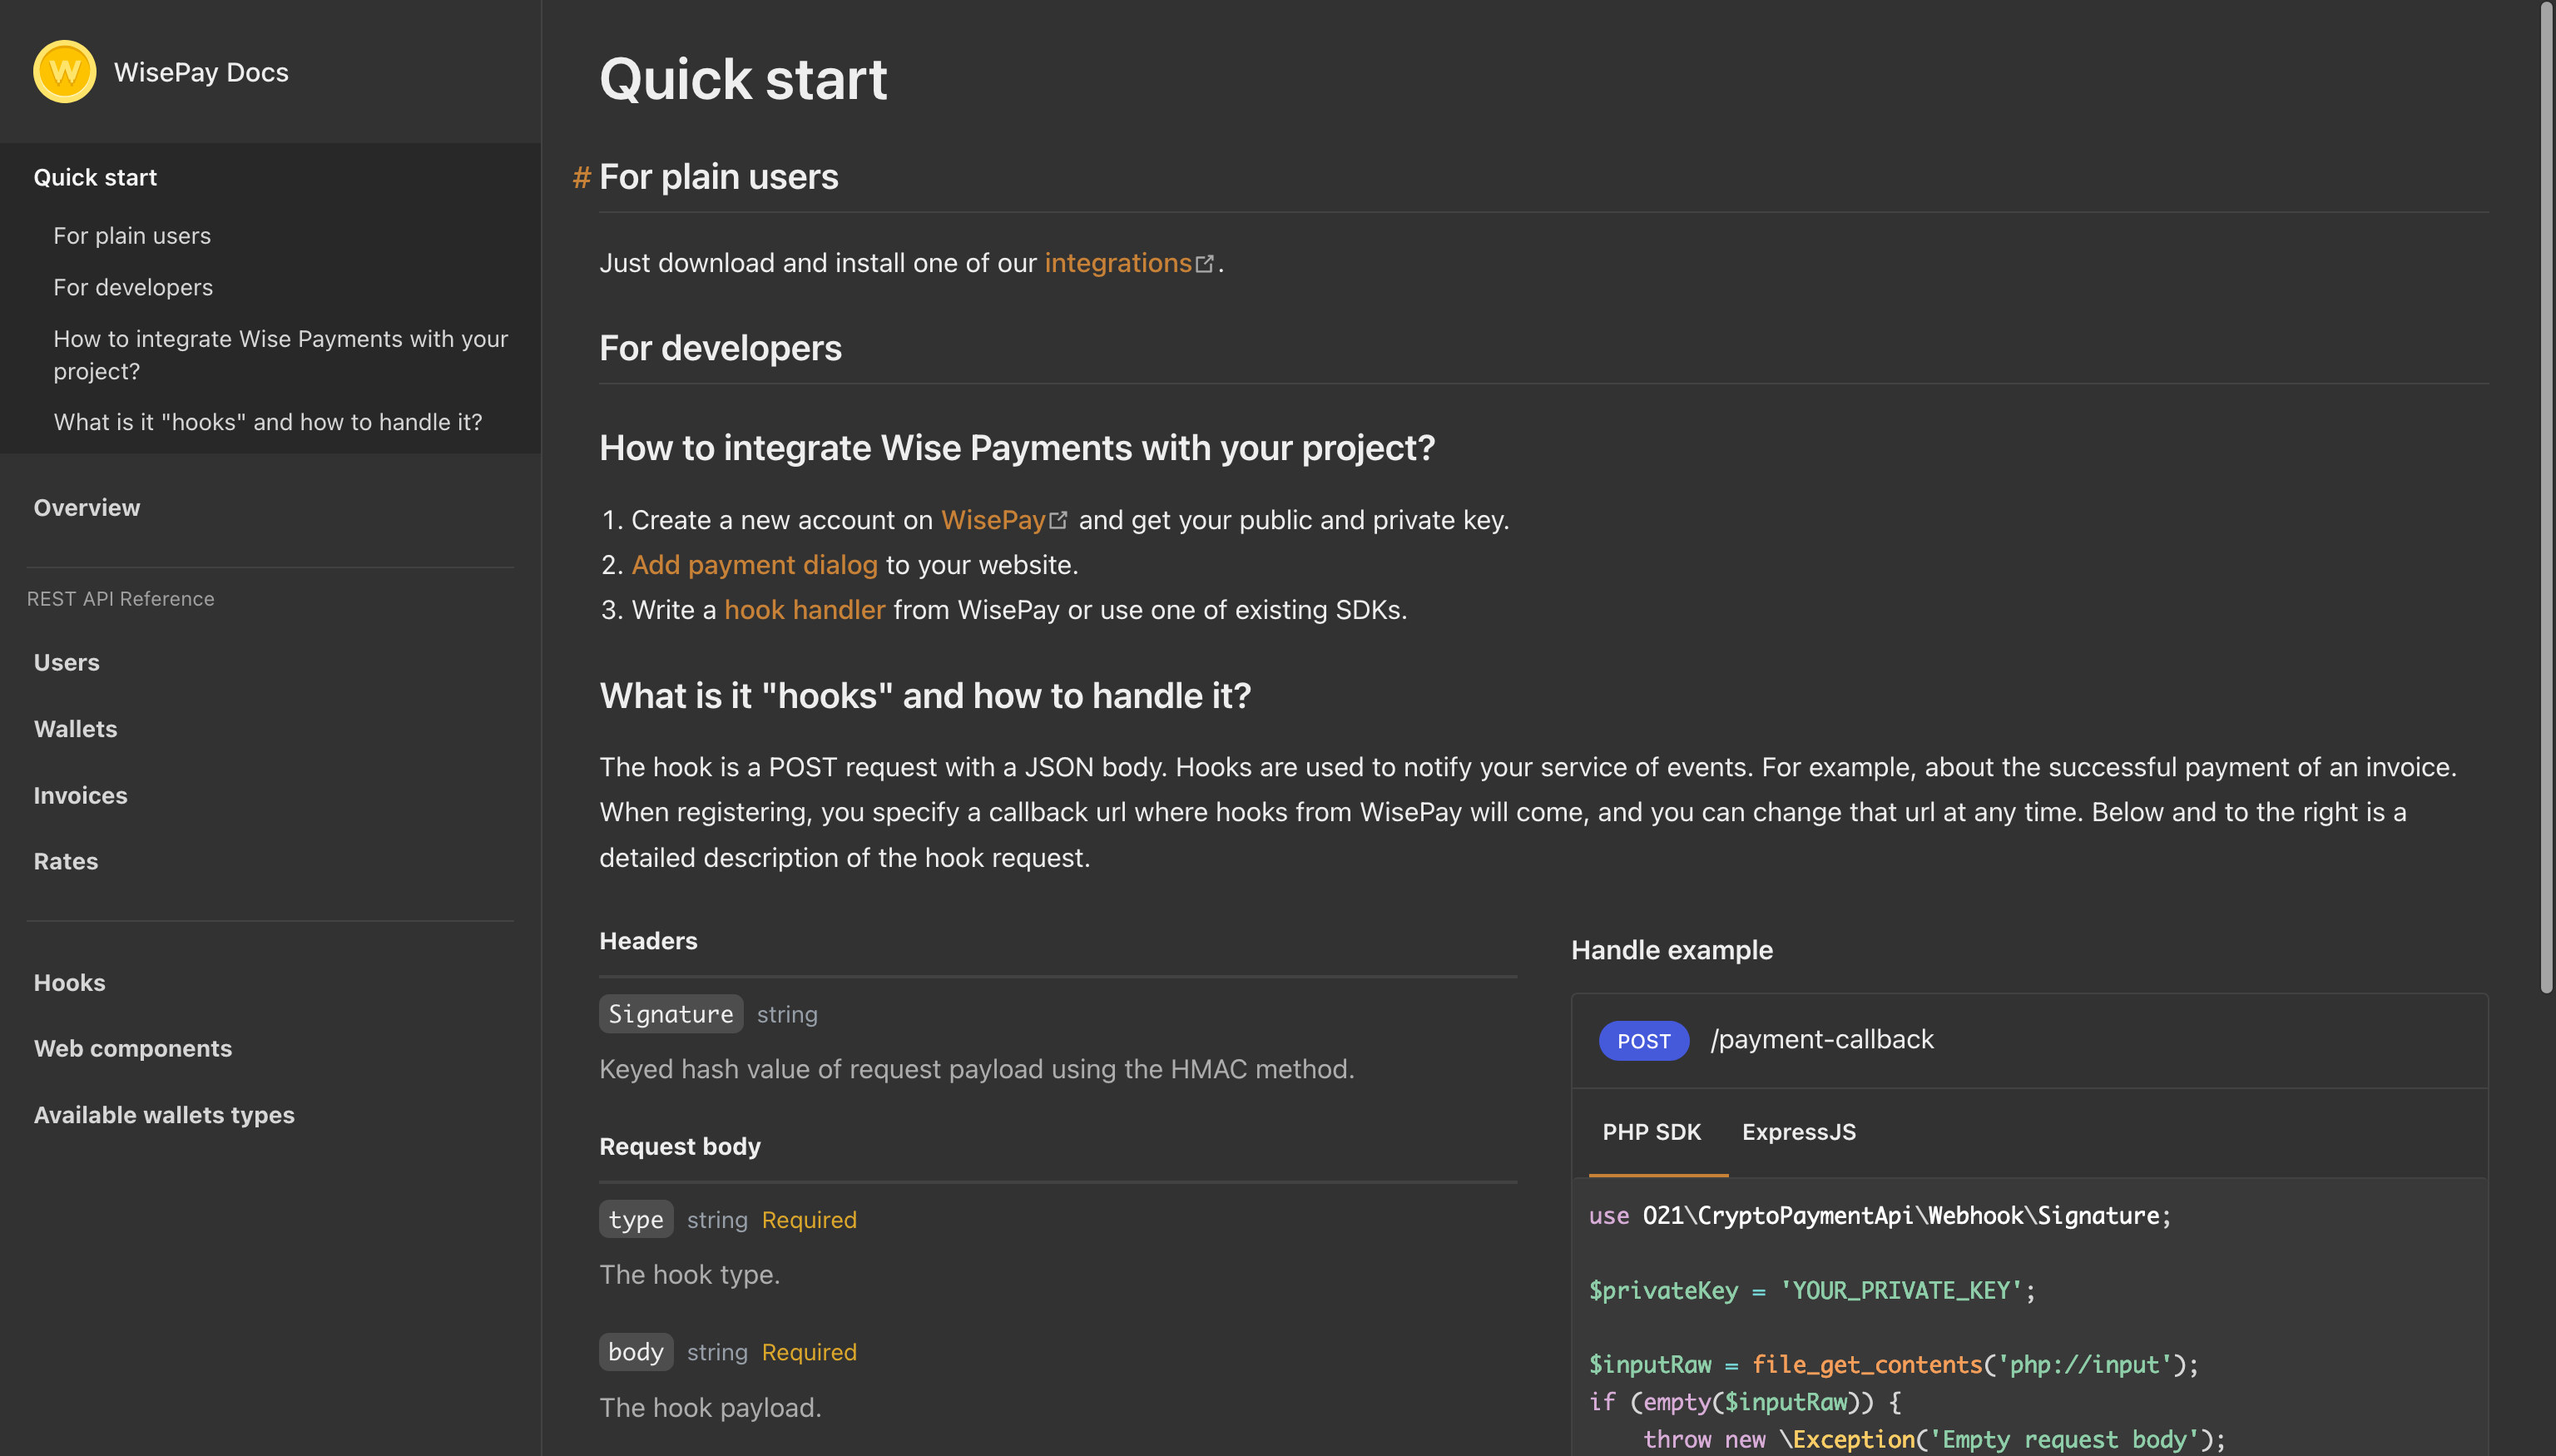 W
WisePay Docs
Quick start
For plain users
For developers
How to integrate Wise Payments with your
project?
What is it "hooks" and how to handle it?
Overview
REST API Reference
Users
Wallets
Invoices
Rates
Hooks
Web components
Available wallets types
Quick start
# For plain users
Just download and install one of our integrations.
For developers
How to integrate Wise Payments with your project?
1. Create a new account on WisePay and get your public and private key.
2. Add payment dialog to your website.
3. Write a hook handler from WisePay or use one of existing SDKs.
What is it "hooks" and how to handle it?
The hook is a POST request with a JSON body. Hooks are used to notify your service of events. For example, about the successful payment of an invoice.
When registering, you specify a callback url where hooks from WisePay will come, and you can change that url at any time. Below and to the right is a
detailed description of the hook request.
Headers
Signature string
Keyed hash value of request payload using the HMAC method.
Request body
type string Required
The hook type.
body string Required
The hook payload.
Handle example
POST /payment-callback
PHP SDK ExpressJS
use O21\CryptoPaymentApi\Webhook\Signature;
$privateKey = 'YOUR_PRIVATE_KEY';
$inputRaw = file_get_contents('php://input');
if (empty($inputRaw)) {
throw new \Exception('Empty request body');